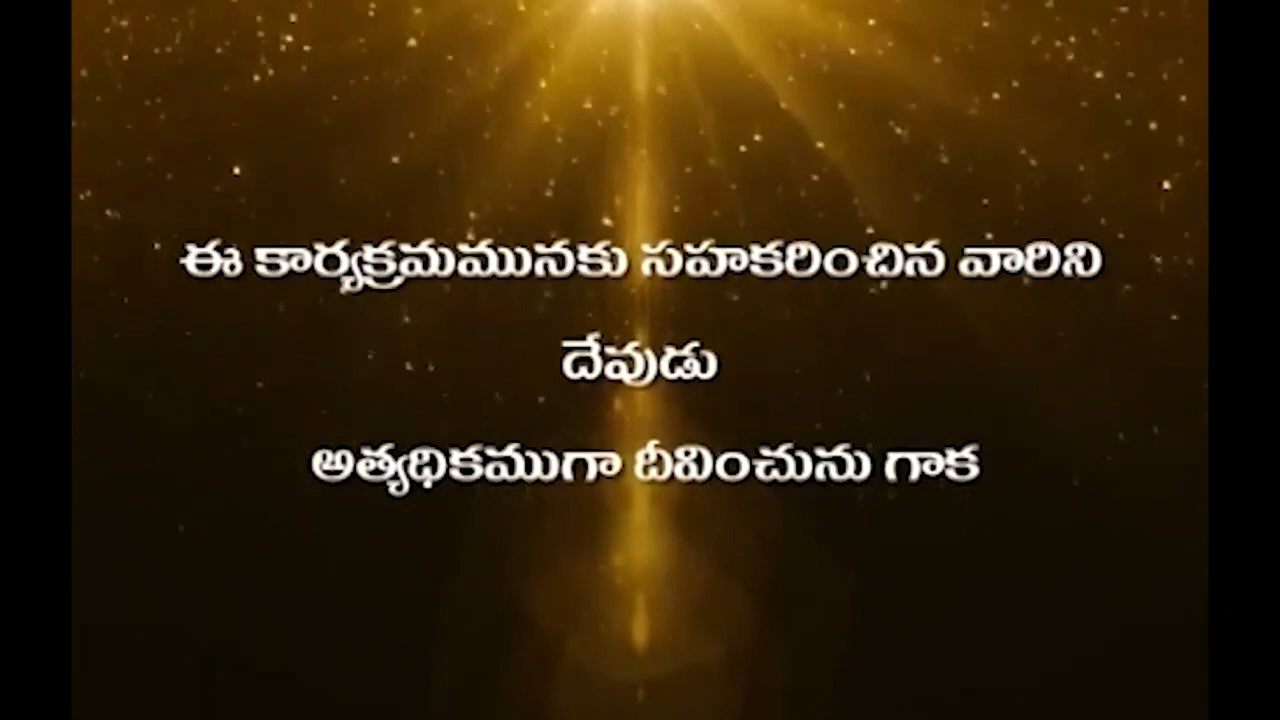 ఈ కార్యక్రమమునకు సహకరించిన వారిని
దేవుడు
అత్యధికముగా దీవించును గాక